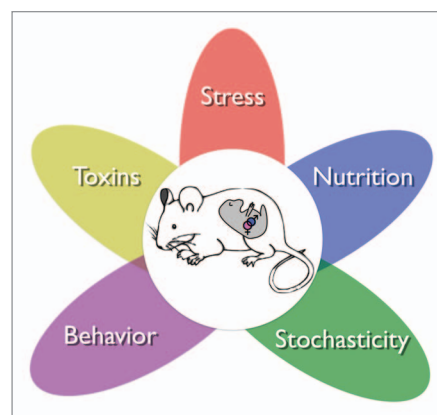 Stress
Toxins
Nutrition
Behavior
Stochasticity